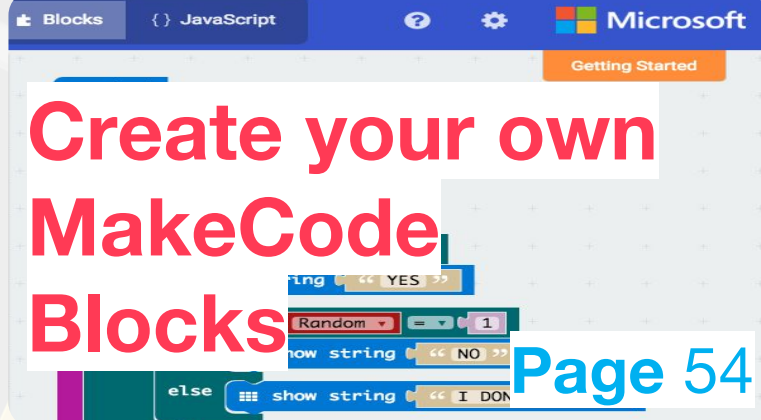 Blocks {} JavaScript ? Microsoft
Getting Started
Create your own
MakeCode
“ YES ”
Blocks
Random = 1
show string “ NO ”
Page 54
else show string “ I DON